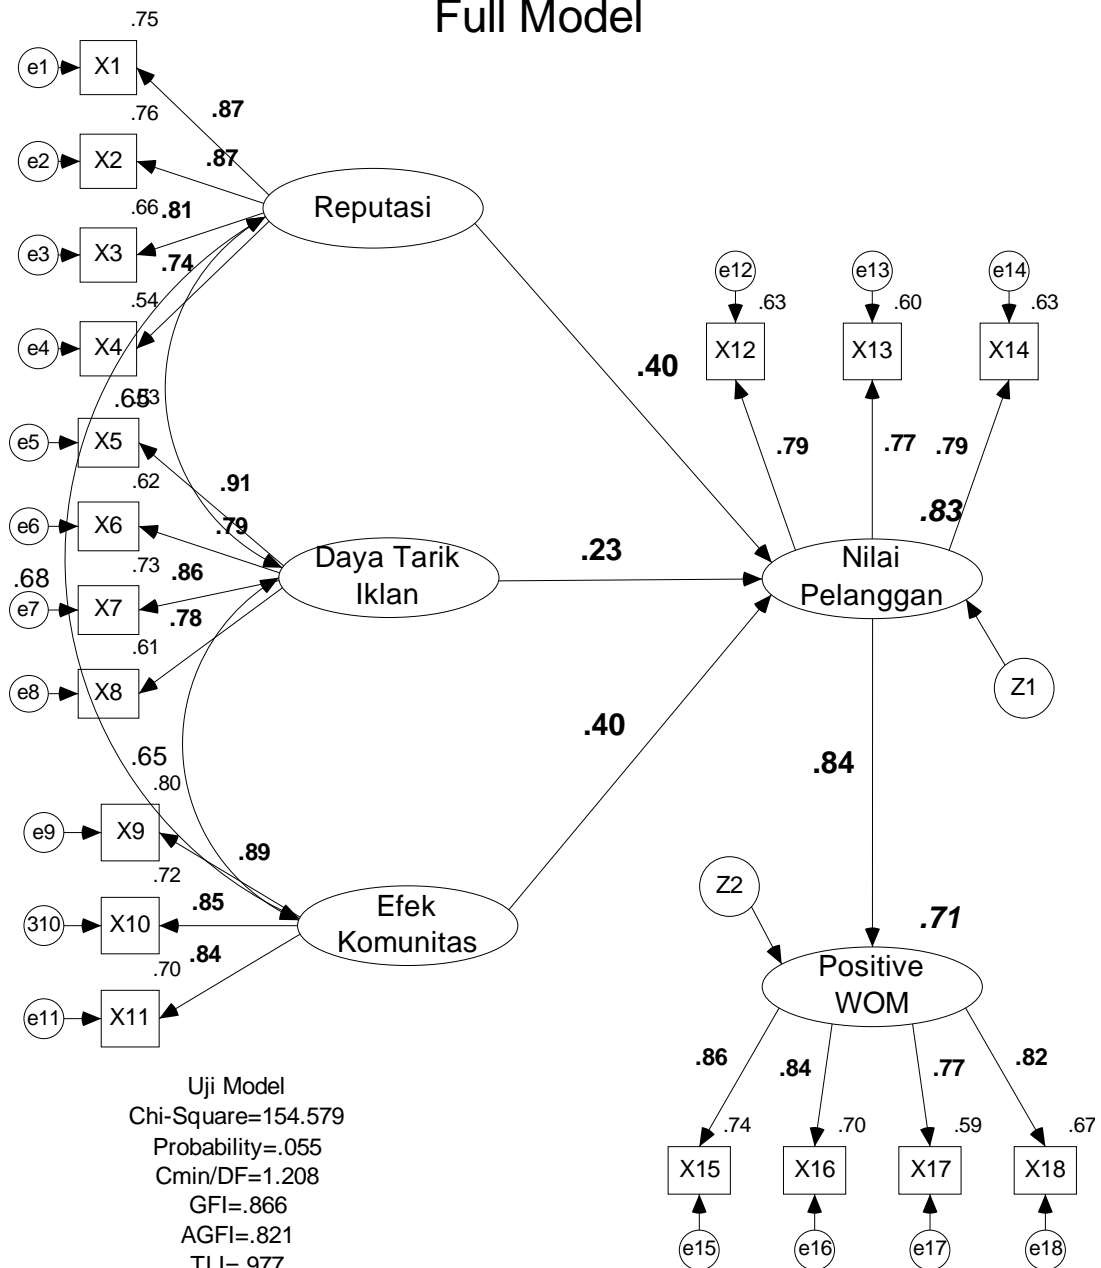 Full Model
.75
e1
X1
.87
.76
e2
X2
.87
Reputasi
.66
.81
e3
X3
.74
.54
e4
X4
.65
.83
e5
X5
.62
.91
e6
X6
.79
.73
.86
.68
e7
X7
.78
.61
e8
X8
Daya Tarik
Iklan
.65
.80
e9
X9
.89
.72
310
X10
.85
.70
.84
e11
X11
Efek
Komunitas
.40
.23
.40
e12
e13
e14
.63
.60
.63
X12
X13
X14
.79
.77
.79
.83
Nilai
Pelanggan
Z1
.84
Z2
.71
Positive
WOM
.86
.84
.77
.82
.74
.70
.59
.67
X15
X16
X17
X18
e15
e16
e17
e18
Uji Model
Chi-Square=154.579
Probability=.055
Cmin/DF=1.208
GFI=.866
AGFI=.821
TLI=.977